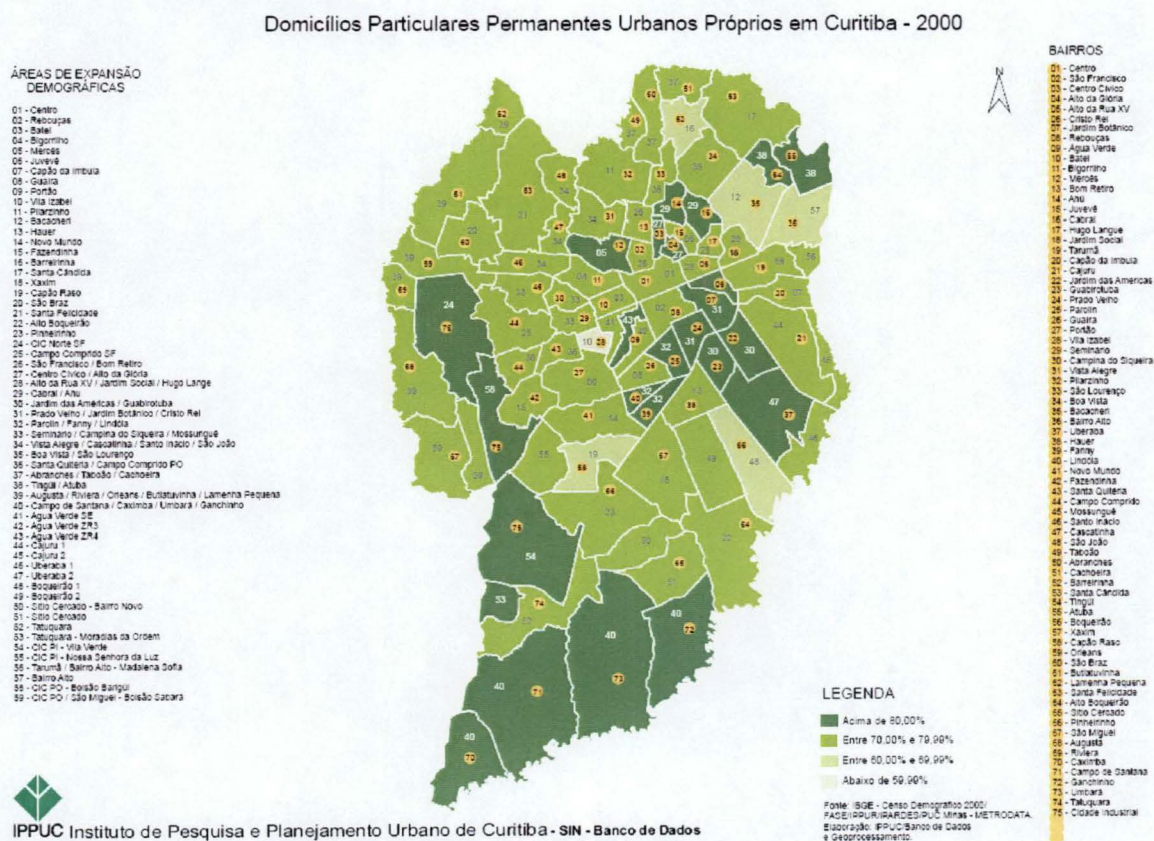 Domicílios Particulares Permanentes Urbanos Próprios em Curitiba - 2000
ÁREAS DE EXPANSÃO
DEMOGRÁFICAS
01 - Centro
02 - Rebouças
03 - Batel
04 - Bigorrilho
05 - Mercês
06 - Juvevê
07 - Capão da Imbuia
08 - Guaíra
09 - Portão
10 - Vila Izabel
11 - Pilarzinho
12 - Bacacheri
13 - Hauer
14 - Novo Mundo
15 - Fazendinha
16 - Barreirinha
17 - Santa Cândida
18 - Xaxim
19 - Capão Raso
20 - São Braz
21 - Santa Felicidade
22 - Alto Boqueirão
23 - Pinheirinho
24 - CIC Norte SF
25 - Campo Comprido SF
26 - São Francisco / Bom Retiro
27 - Centro Cívico / Alto da Glória
28 - Alto da Rua XV / Jardim Social / Hugo Lange
29 - Cabral / Ahú
30 - Jardim das Américas / Guabirotuba
31 - Prado Velho / Jardim Botânico / Cristo Rei
32 - Parolin / Fanny / Lindóia
33 - Seminário / Campina do Siqueira / Mossunguê
34 - Vista Alegre / Cascatinha / Santo Inácio / São João
35 - Boa Vista / São Lourenço
36 - Santa Quitéria / Campo Comprido PO
37 - Abranches / Taboão / Cachoeira
38 - Tingüi / Atuba
39 - Augusta / Riviera / Orleans / Butiatuvinha / Lamenha Pequena
40 - Campo de Santana / Caximba / Umbará / Ganchinho
41 - Água Verde SE
42 - Água Verde ZR3
43 - Água Verde ZR4
44 - Cajuru 1
45 - Cajuru 2
46 - Uberaba 1
47 - Uberaba 2
48 - Boqueirão 1
49 - Boqueirão 2
50 - Sítio Cercado - Bairro Novo
51 - Sítio Cercado
52 - Tatuquara
53 - Tatuquara - Moradias da Ordem
54 - CIC PI - Vila Verde
55 - CIC PI - Nossa Senhora da Luz
56 - Tarumã / Bairro Alto - Madalena Sofia
57 - Bairro Alto
58 - CIC PO - Bolsão Barigüi
59 - CIC PO / São Miguel - Bolsão Sabará
N
BAIRROS
01 - Centro
02 - São Francisco
03 - Centro Cívico
04 - Alto da Glória
05 - Alto da Rua XV
06 - Cristo Rei
07 - Jardim Botânico
08 - Rebouças
09 - Água Verde
10 - Batel
11 - Bigorrilho
12 - Mercês
13 - Bom Retiro
14 - Ahú
15 - Juvevê
16 - Cabral
17 - Hugo Langue
18 - Jardim Social
19 - Tarumã
20 - Capão da Imbuia
21 - Cajuru
22 - Jardim das Américas
23 - Guabirotuba
24 - Prado Velho
25 - Parolin
26 - Guaíra
27 - Portão
28 - Vila Izabel
29 - Seminário
30 - Campina do Siqueira
31 - Vista Alegre
32 - Pilarzinho
33 - São Lourenço
34 - Boa Vista
35 - Bacacheri
36 - Bairro Alto
37 - Uberaba
38 - Hauer
39 - Fanny
40 - Lindóia
41 - Novo Mundo
42 - Fazendinha
43 - Santa Quitéria
44 - Campo Comprido
45 - Mossunguê
46 - Santo Inácio
47 - Cascatinha
48 - São João
49 - Taboão
50 - Abranches
51 - Cachoeira
52 - Barreirinha
53 - Santa Cândida
54 - Tingüi
55 - Atuba
56 - Boqueirão
57 - Xaxim
58 - Capão Raso
59 - Orleans
60 - São Braz
61 - Butiatuvinha
62 - Lamenha Pequena
63 - Santa Felicidade
64 - Alto Boqueirão
65 - Sítio Cercado
66 - Pinheirinho
67 - São Miguel
68 - Augusta
69 - Riviera
70 - Caximba
71 - Campo de Santana
72 - Ganchinho
73 - Umbará
74 - Tatuquara
75 - Cidade Industrial
LEGENDA
Acima de 80,00%
Entre 70,00% e 79,99%
Entre 60,00% e 69,99%
Abaixo de 59,99%
Fonte: IBGE - Censo Demográfico 2000/
FASE/IPPUR/IPARDES/PUC Minas - METRODATA.
Elaboração: IPPUC/Banco de Dados
e Geoprocessamento.
IPPUC Instituto de Pesquisa e Planejamento Urbano de Curitiba - SIN - Banco de Dados